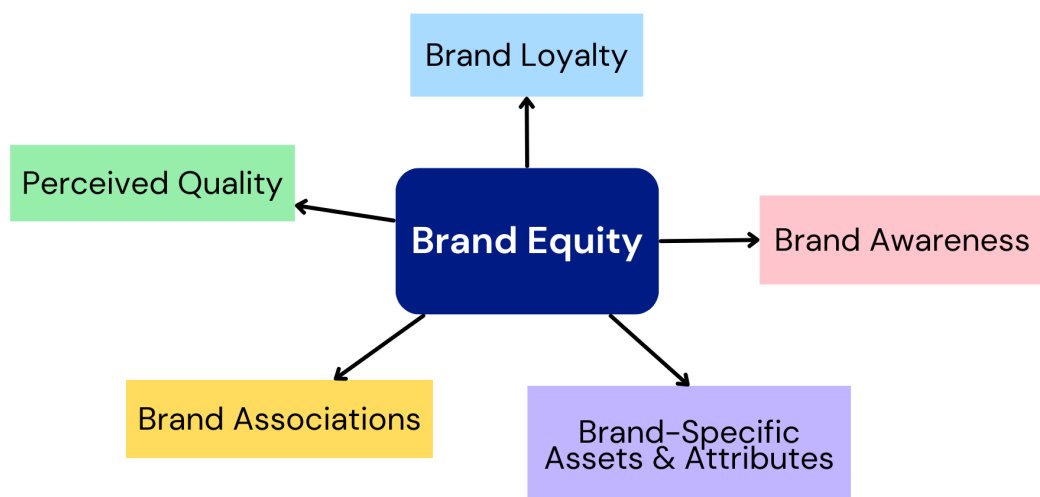 Brand Loyalty
Perceived Quality
Brand Equity
Brand Awareness
Brand Associations
Brand-Specific
Assets & Attributes